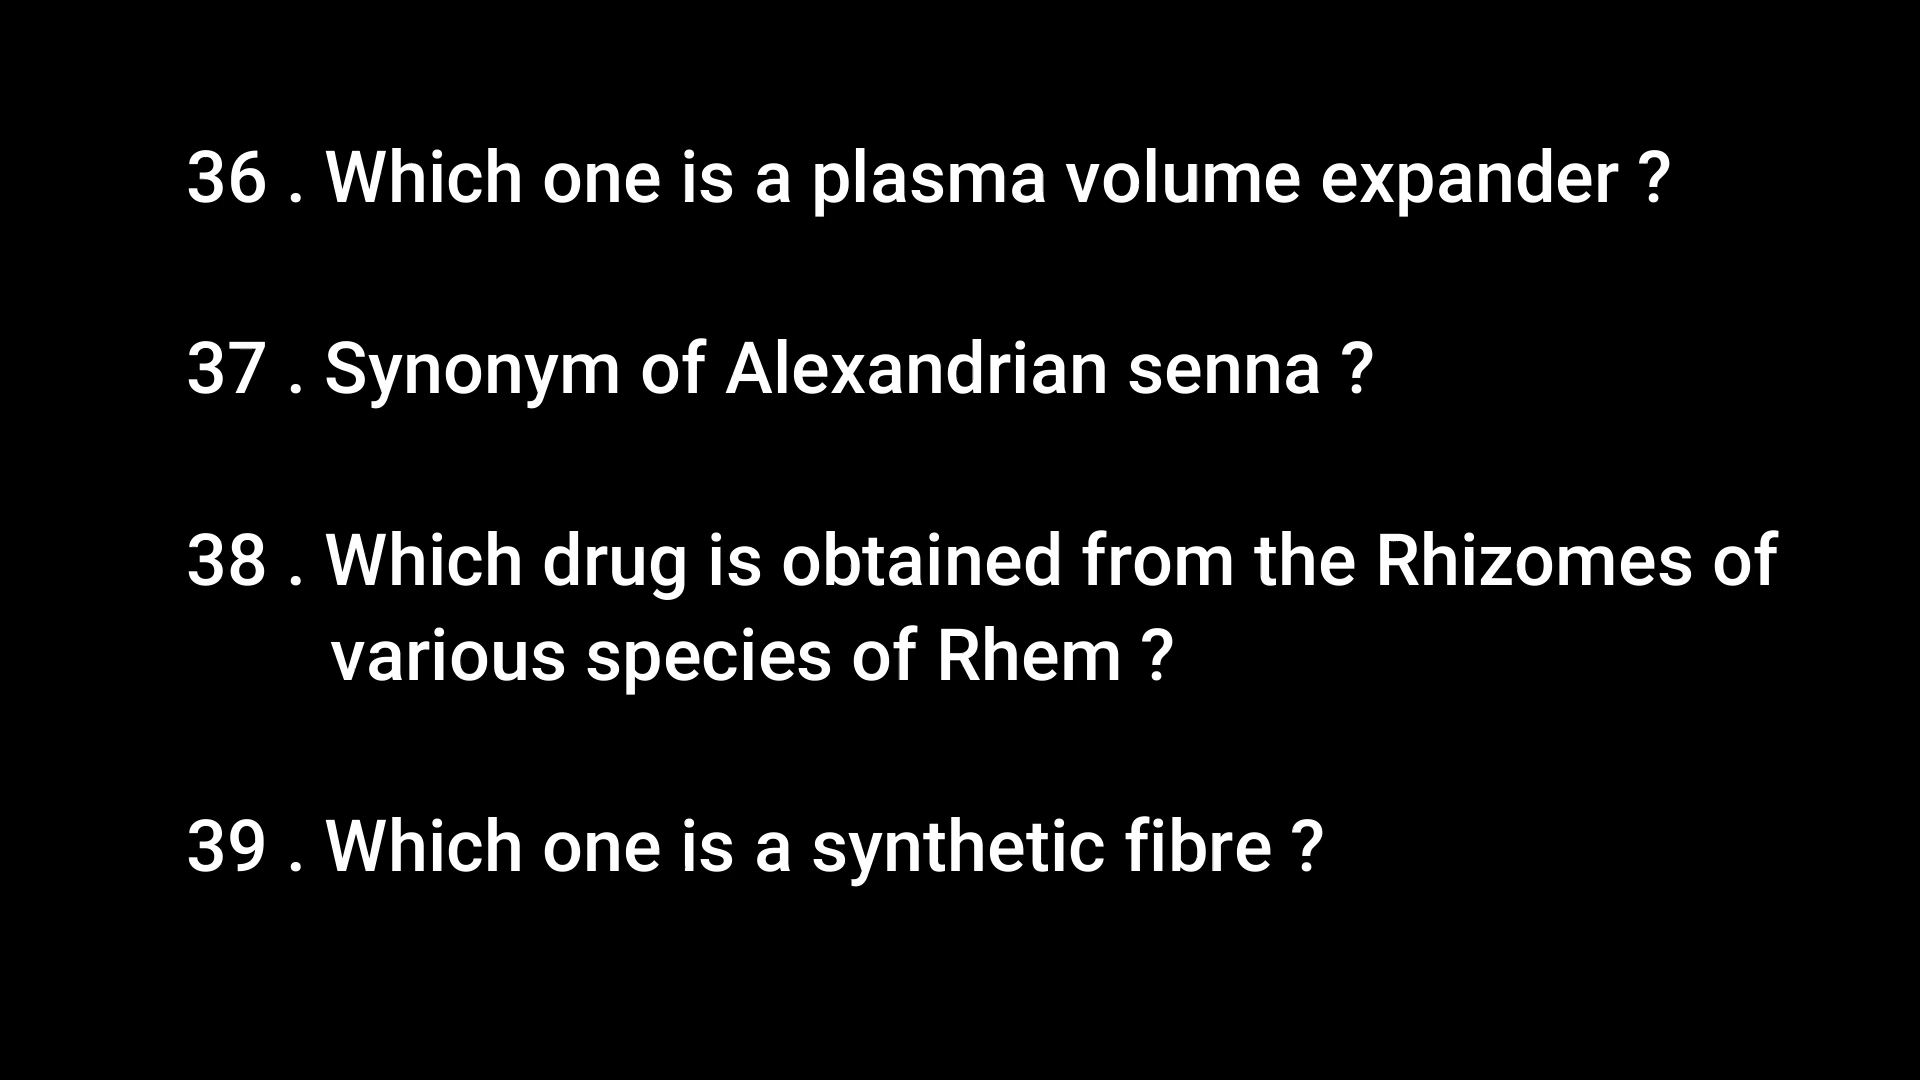 36 . Which one is a plasma volume expander ?
37 . Synonym of Alexandrian senna ?
38 . Which drug is obtained from the Rhizomes of
various species of Rhem ?
39 . Which one is a synthetic fibre ?